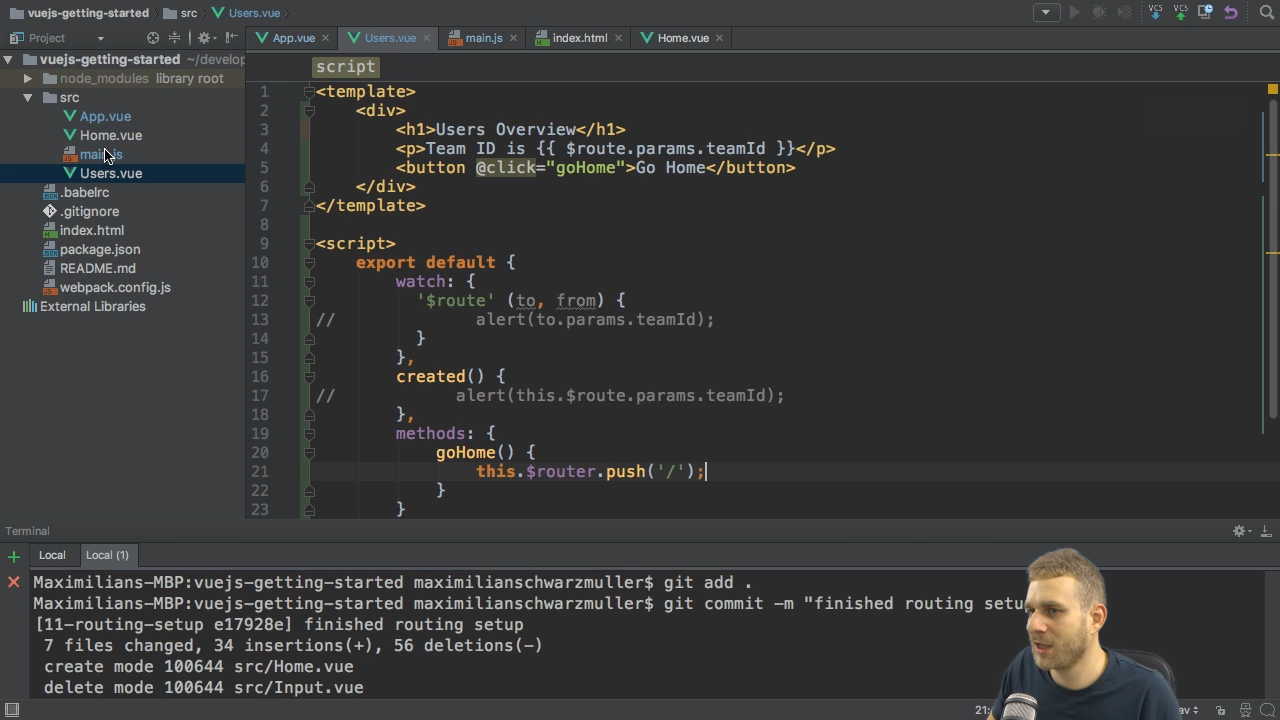 vuejs-getting-started src Users.vue
Project
App.vue Users.vue main.js index.html Home.vue
vuejs-getting-started ~/develop
node_modules library root
src
App.vue
Home.vue
main.js
Users.vue
.babelrc
.gitignore
index.html
package.json
README.md
webpack.config.js
External Libraries
script
1 <template>
2 <div>
3 <h1>Users Overview</h1>
4 <p>Team ID is {{ $route.params.teamId }}</p>
5 <button @click="goHome">Go Home</button>
6 </div>
7 </template>
8
9 <script>
10 export default {
11 watch: {
12 '$route' (to, from) {
13 // alert(to.params.teamId);
14 }
15 },
16 created() {
17 // alert(this.$route.params.teamId);
18 },
19 methods: {
20 goHome() {
21 this.$router.push('/');
22 }
23 }
Terminal
Local Local (1)
Maximilians-MBP:vuejs-getting-started maximilianschwarzmuller$ git add .
Maximilians-MBP:vuejs-getting-started maximilianschwarzmuller$ git commit -m "finished routing setu
[11-routing-setup e17928e] finished routing setup
7 files changed, 34 insertions(+), 56 deletions(-)
create mode 100644 src/Home.vue
delete mode 100644 src/Input.vue
VCS VCS
21: